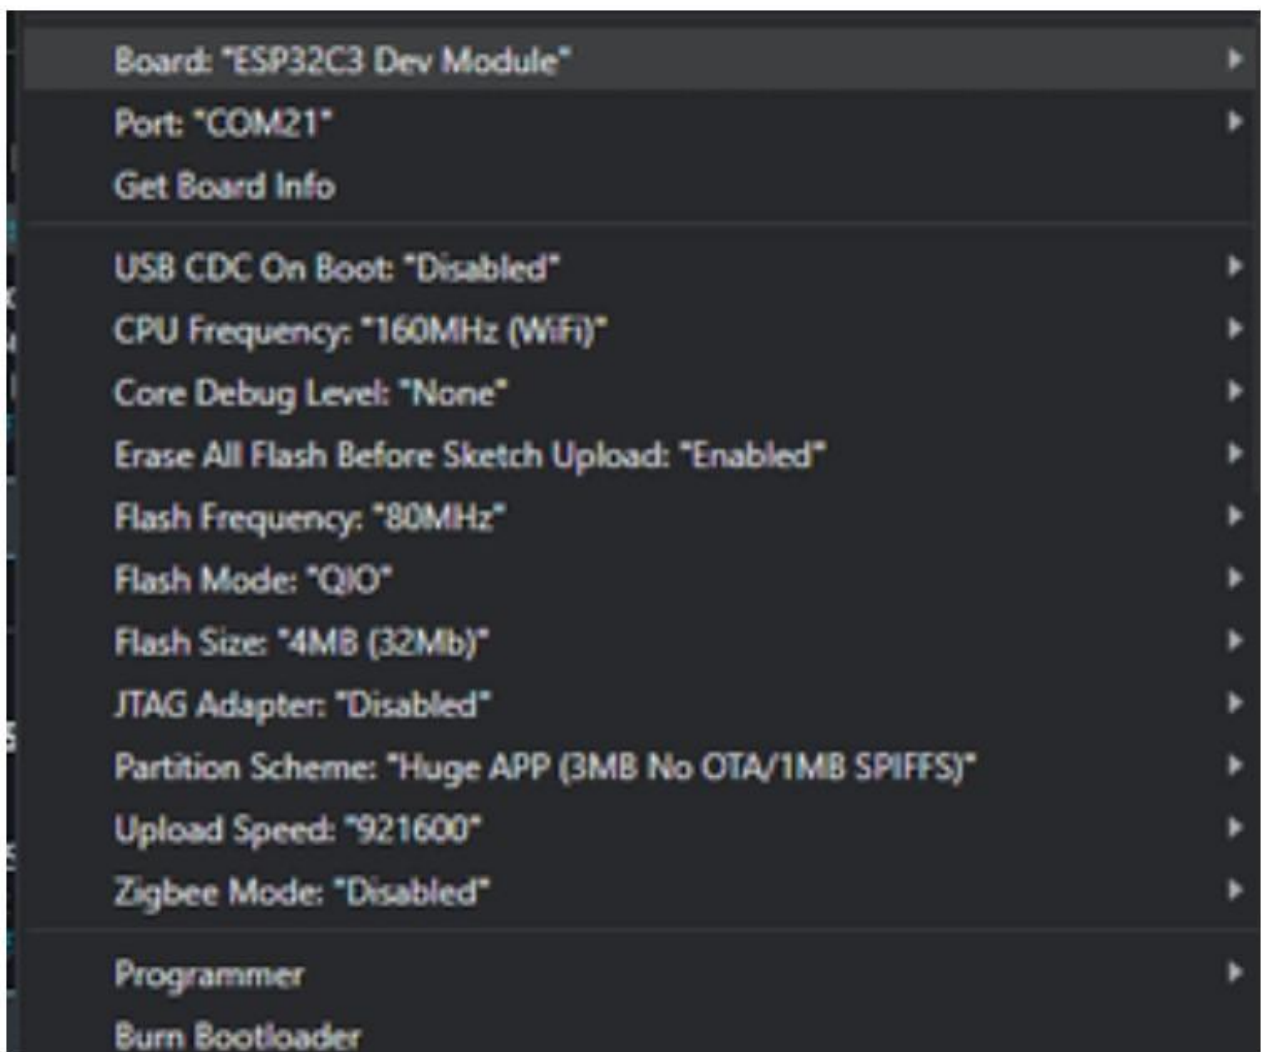 Board: "ESP32C3 Dev Module"
Port: "COM21"
Get Board Info
USB CDC On Boot: "Disabled"
CPU Frequency: "160MHz (WiFi)"
Core Debug Level: "None"
Erase All Flash Before Sketch Upload: "Enabled"
Flash Frequency: "80MHz"
Flash Mode: "QIO"
Flash Size: "4MB (32Mb)"
JTAG Adapter: "Disabled"
Partition Scheme: "Huge APP (3MB No OTA/1MB SPIFFS)"
Upload Speed: "921600"
Zigbee Mode: "Disabled"
Programmer
Burn Bootloader